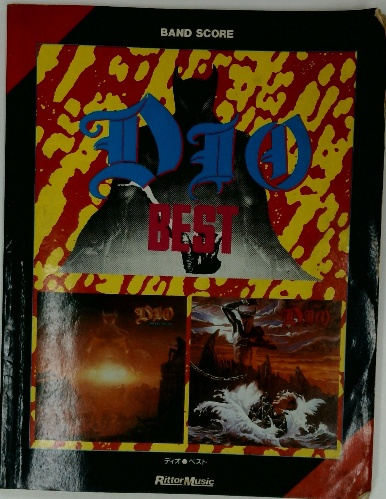 BAND SCORE
DIO
BEST
DIO
DIO
ディオ●ベスト
RittorMusic